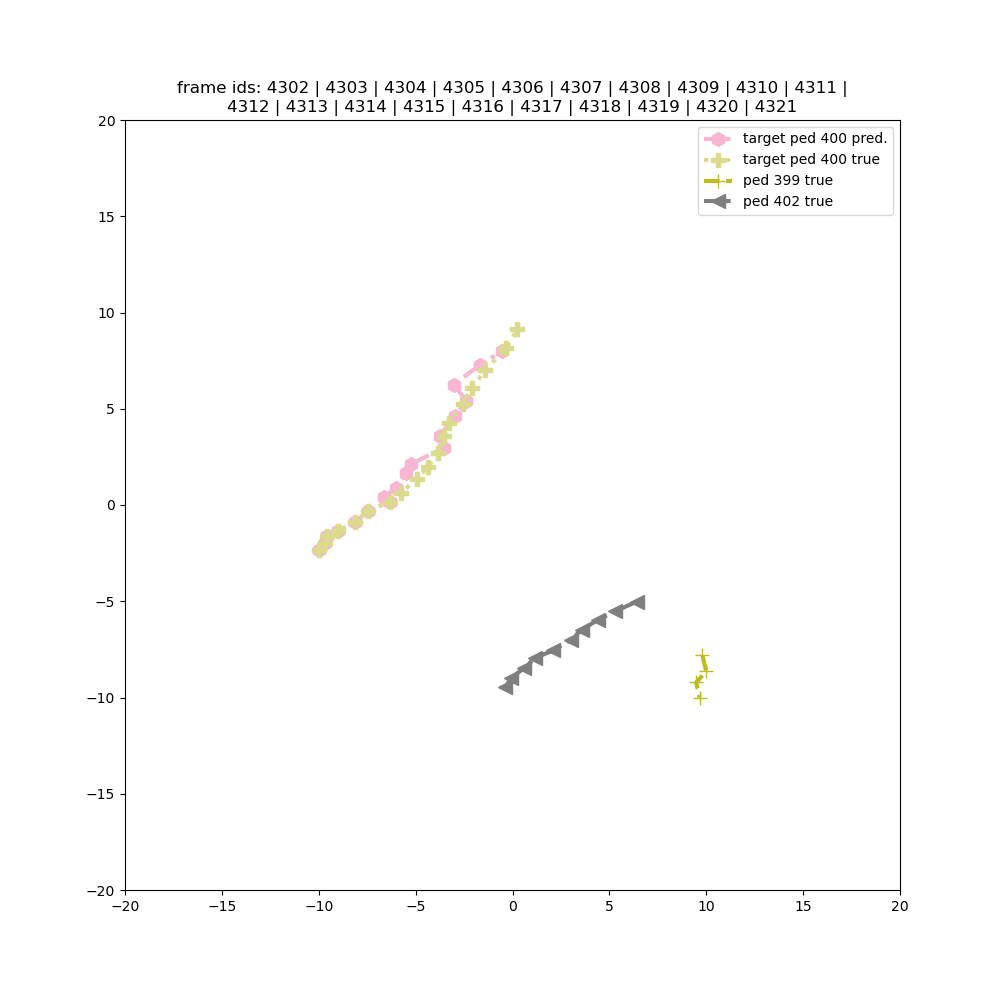 frame ids: 4302 | 4303 | 4304 | 4305 | 4306 | 4307 | 4308 | 4309 | 4310 | 4311 |
4312 | 4313 | 4314 | 4315 | 4316 | 4317 | 4318 | 4319 | 4320 | 4321
target ped 400 pred.
target ped 400 true
ped 399 true
ped 402 true
20
15
10
5
0
−5
−10
−15
−20
−20 −15 −10 −5 0 5 10 15 20